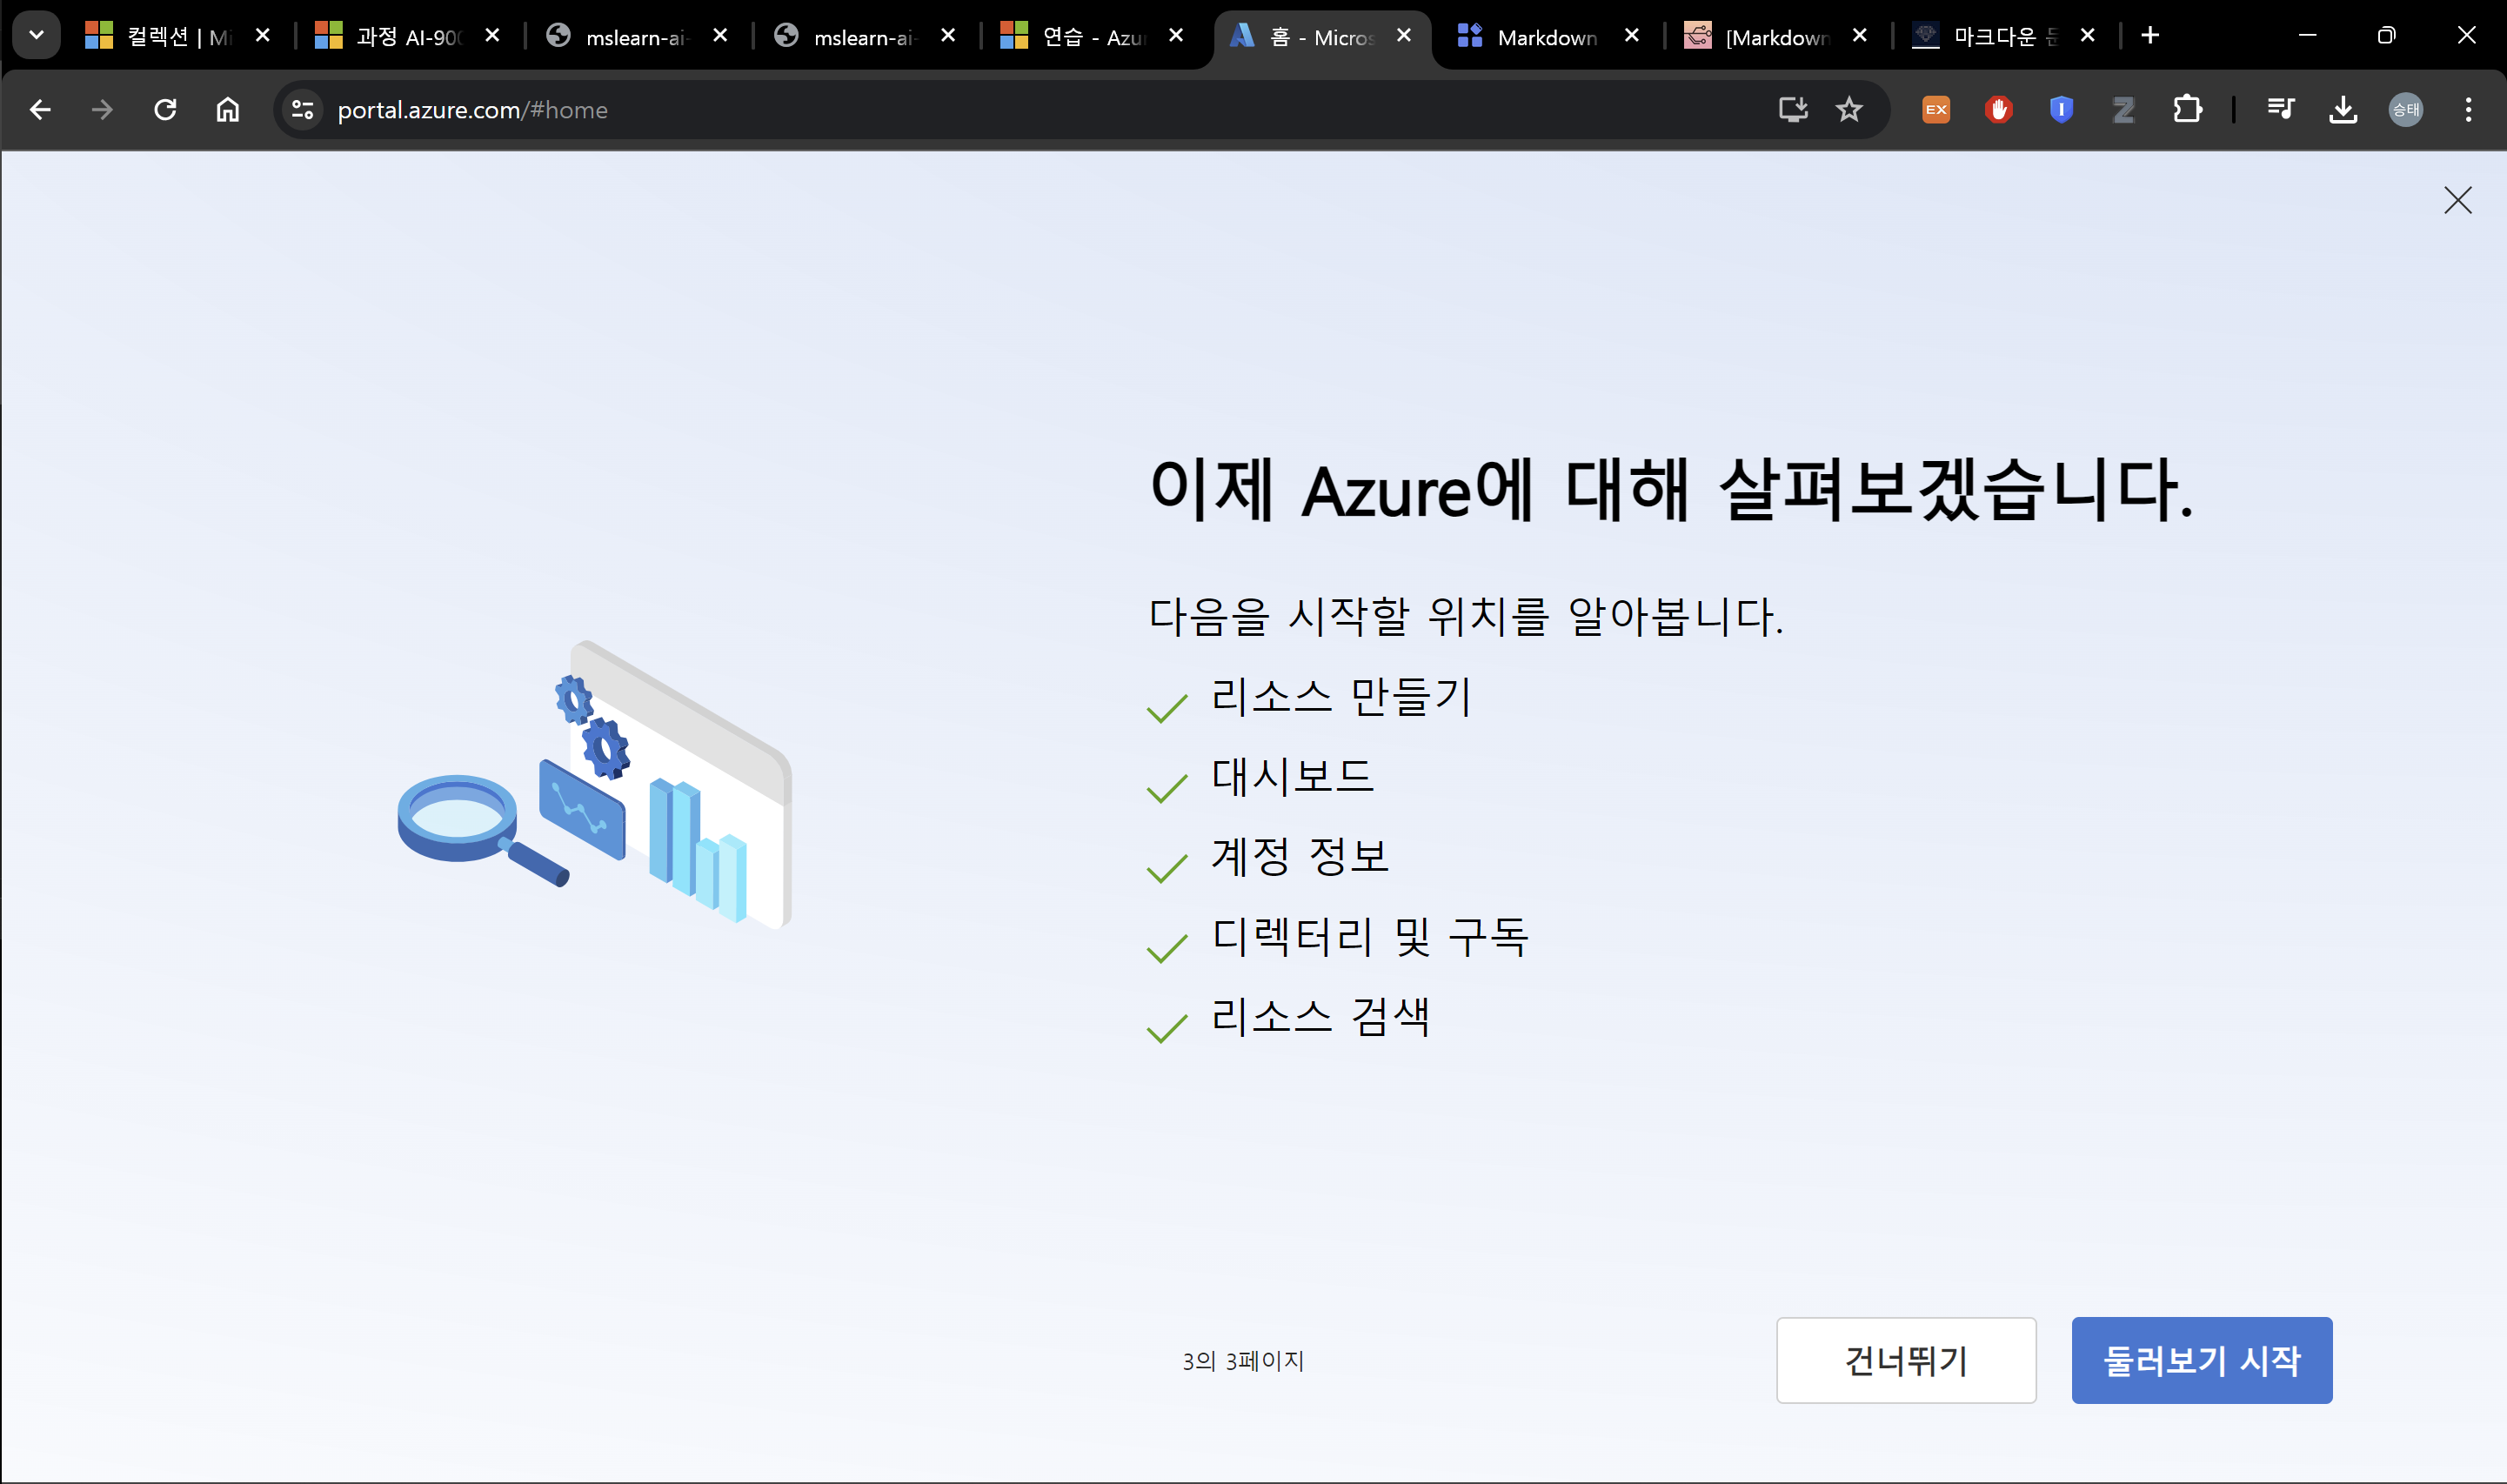 컬렉션 | Mi
과정 AI-900
mslearn-ai-
mslearn-ai-
연습 - Azur
홈 - Micros
Markdown
[Markdown
마크다운
portal.azure.com/#home
EX
승태
이제 Azure에 대해 살펴보겠습니다.
다음을 시작할 위치를 알아봅니다.
리소스 만들기
대시보드
계정 정보
디렉터리 및 구독
리소스 검색
3의 3페이지
건너뛰기
둘러보기 시작